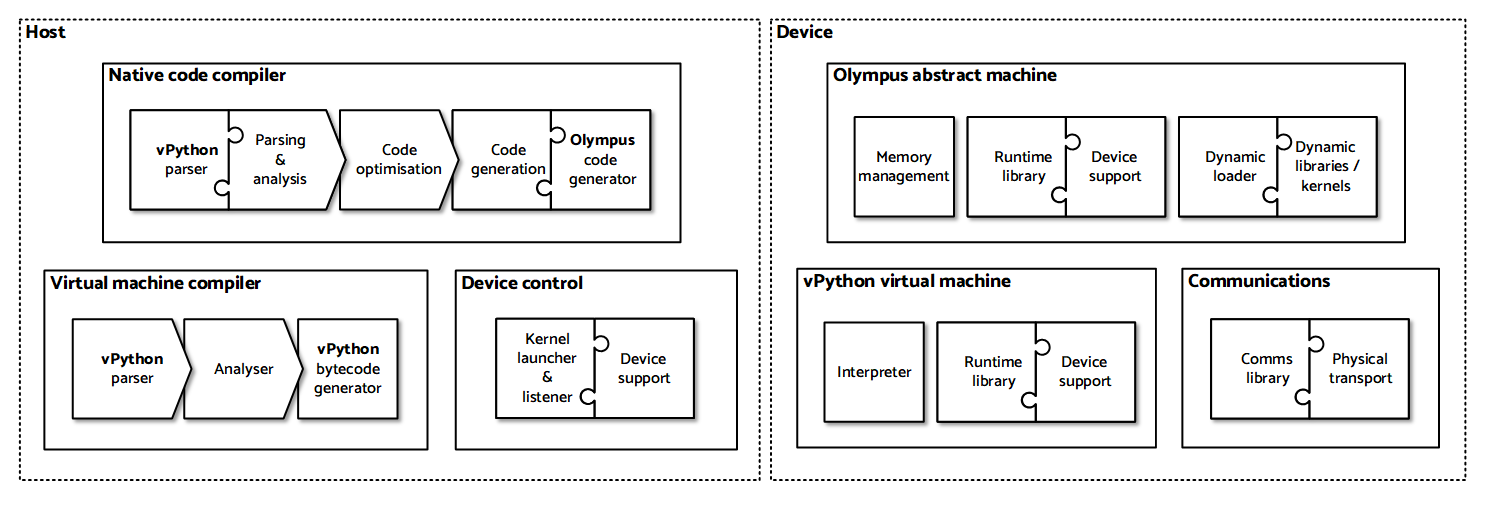 Host
Native code compiler
vPython
parser
Parsing
&
analysis
Code
optimisation
Code
generation
Olympus
code
generator
Virtual machine compiler
vPython
parser
Analyser
vPython
bytecode
generator
Device control
Kernel
launcher
&
listener
Device
support
Device
Olympus abstract machine
Memory
management
Runtime
library
Device
support
Dynamic
loader
Dynamic
libraries /
kernels
vPython virtual machine
Interpreter
Runtime
library
Device
support
Communications
Comms
library
Physical
transport